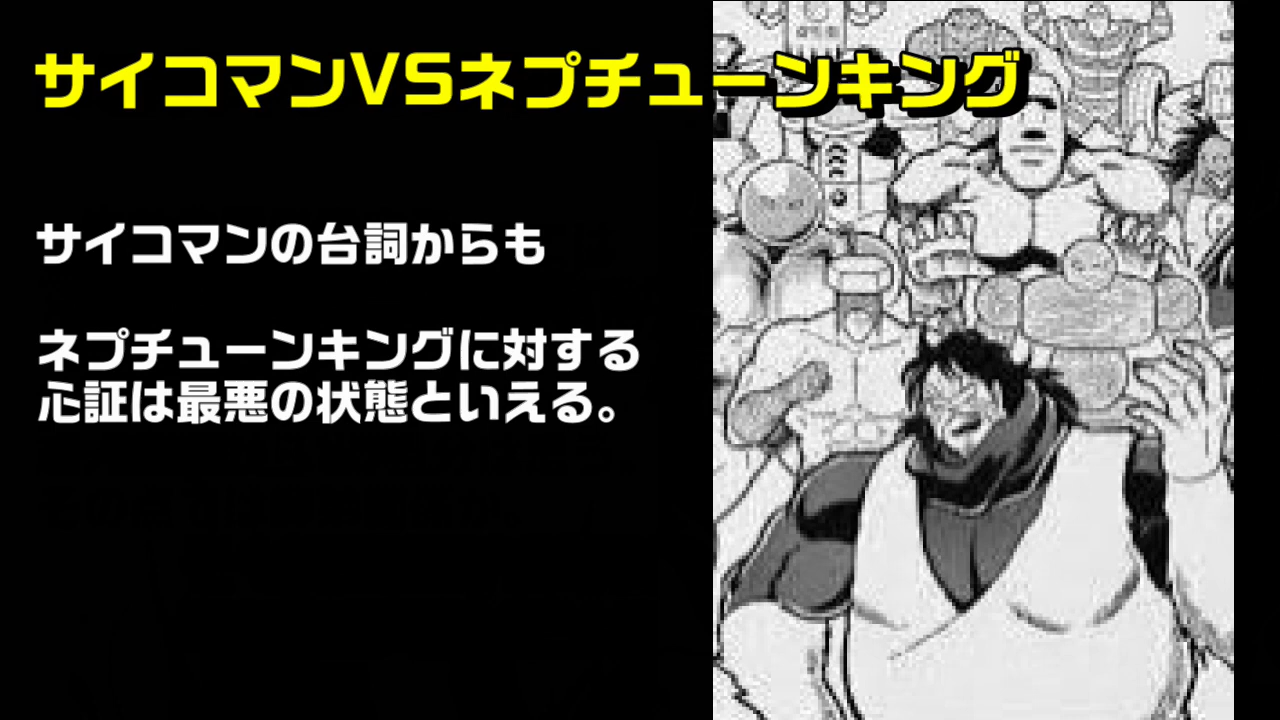 サイコマンVSネプチューンキング
サイコマンの台詞からも
ネプチューンキングに対する
心証は最悪の状態といえる。